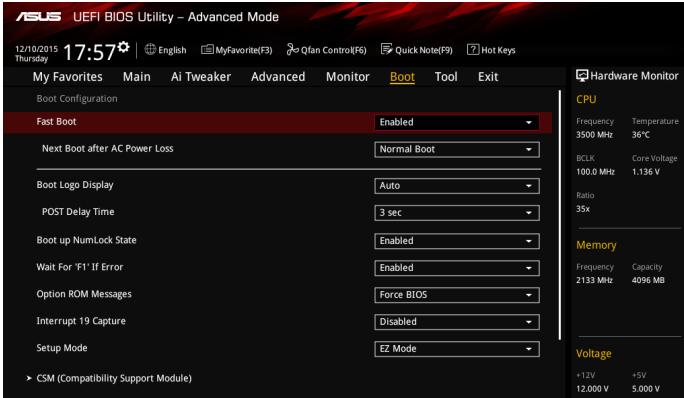 ASUS UEFI BIOS Utility – Advanced Mode
12/10/2015 Thursday 17:57 English MyFavorite(F3) Qfan Control(F6) Quick Note(F9) ? Hot Keys
My Favorites Main Ai Tweaker Advanced Monitor Boot Tool Exit
Boot Configuration
Fast Boot Enabled
Next Boot after AC Power Loss Normal Boot
Boot Logo Display Auto
POST Delay Time 3 sec
Boot up NumLock State Enabled
Wait For 'F1' If Error Enabled
Option ROM Messages Force BIOS
Interrupt 19 Capture Disabled
Setup Mode EZ Mode
> CSM (Compatibility Support Module)
Hardware Monitor
CPU
Frequency Temperature
3500 MHz 36°C
BCLK Core Voltage
100.0 MHz 1.136 V
Ratio
35x
Memory
Frequency Capacity
2133 MHz 4096 MB
Voltage
+12V +5V
12.000 V 5.000 V